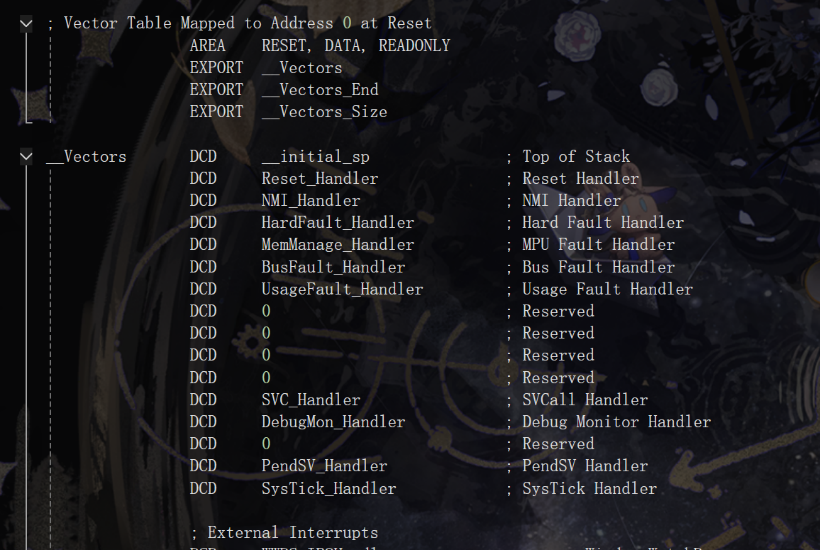 ; Vector Table Mapped to Address 0 at Reset
AREA RESET, DATA, READONLY
EXPORT __Vectors
EXPORT __Vectors_End
EXPORT __Vectors_Size
__Vectors DCD __initial_sp ; Top of Stack
DCD Reset_Handler ; Reset Handler
DCD NMI_Handler ; NMI Handler
DCD HardFault_Handler ; Hard Fault Handler
DCD MemManage_Handler ; MPU Fault Handler
DCD BusFault_Handler ; Bus Fault Handler
DCD UsageFault_Handler ; Usage Fault Handler
DCD 0 ; Reserved
DCD 0 ; Reserved
DCD 0 ; Reserved
DCD 0 ; Reserved
DCD SVC_Handler ; SVCall Handler
DCD DebugMon_Handler ; Debug Monitor Handler
DCD 0 ; Reserved
DCD PendSV_Handler ; PendSV Handler
DCD SysTick_Handler ; SysTick Handler
; External Interrupts